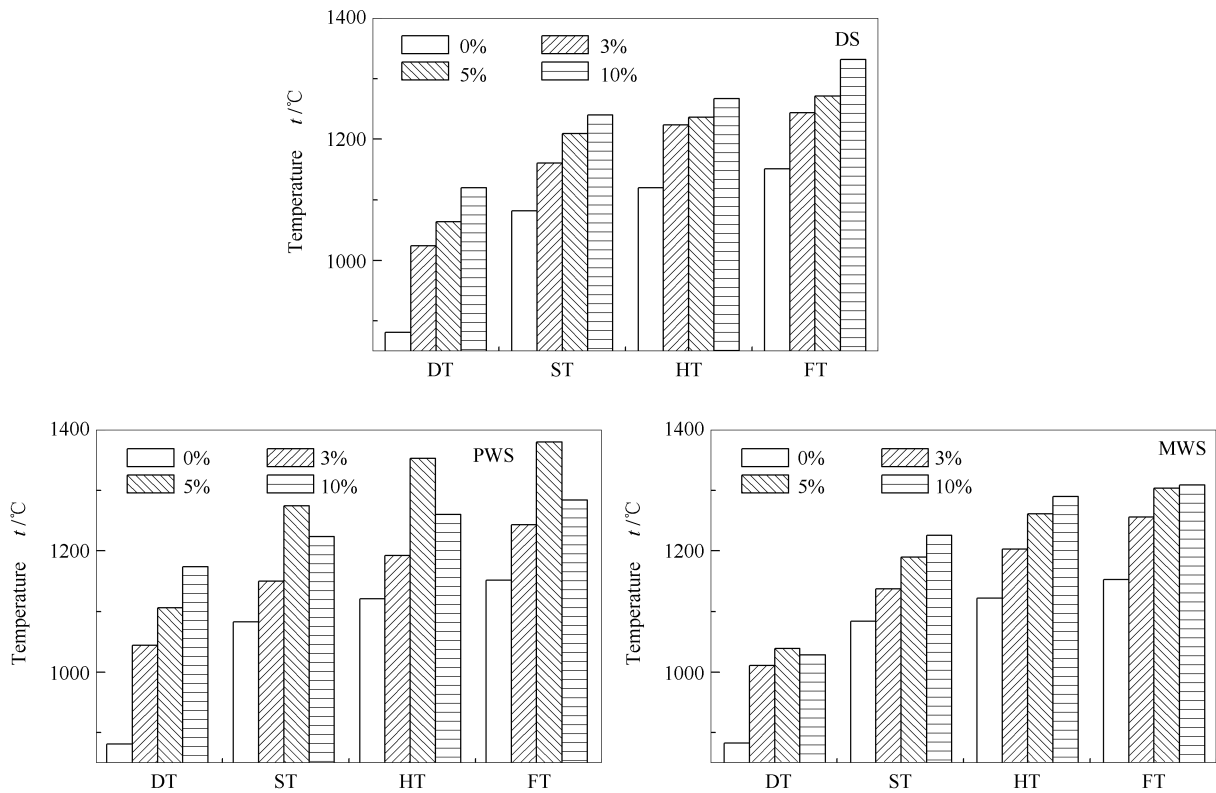 1400
1200
1000
Temperature t /℃
0%
3%
5%
10%
DS
DT ST HT FT
1400
1200
1000
Temperature t /℃
0%
3%
5%
10%
PWS
DT ST HT FT
1400
1200
1000
Temperature t /℃
0%
3%
5%
10%
MWS
DT ST HT FT